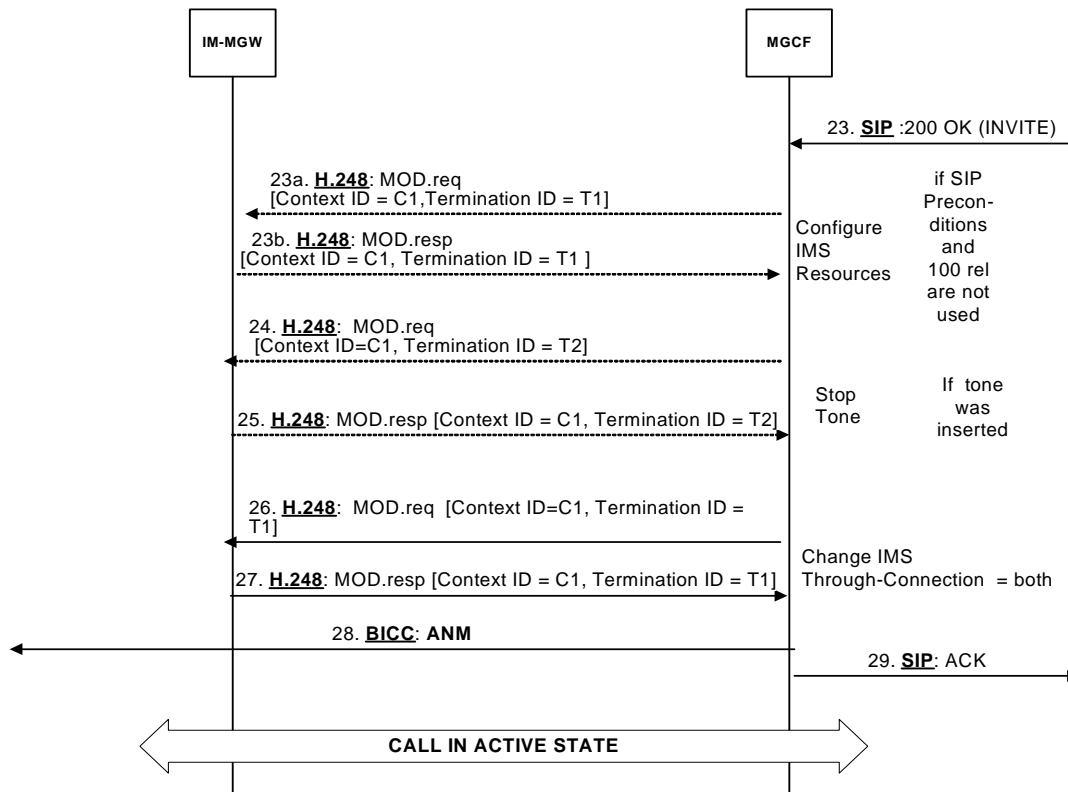 IM-MGW
MGCF
23. SIP :200 OK (INVITE)
23a. H.248: MOD.req
[Context ID = C1,Termination ID = T1]
if SIP
Precon-
ditions
and
100 rel
are not
used
Configure
IMS
Resources
23b. H.248: MOD.resp
[Context ID = C1, Termination ID = T1 ]
24. H.248: MOD.req
[Context ID=C1, Termination ID = T2]
Stop
Tone
If tone
was
inserted
25. H.248: MOD.resp [Context ID = C1, Termination ID = T2]
26. H.248: MOD.req [Context ID=C1, Termination ID =
T1]
Change IMS
Through-Connection = both
27. H.248: MOD.resp [Context ID = C1, Termination ID = T1]
28. BICC: ANM
29. SIP: ACK
CALL IN ACTIVE STATE